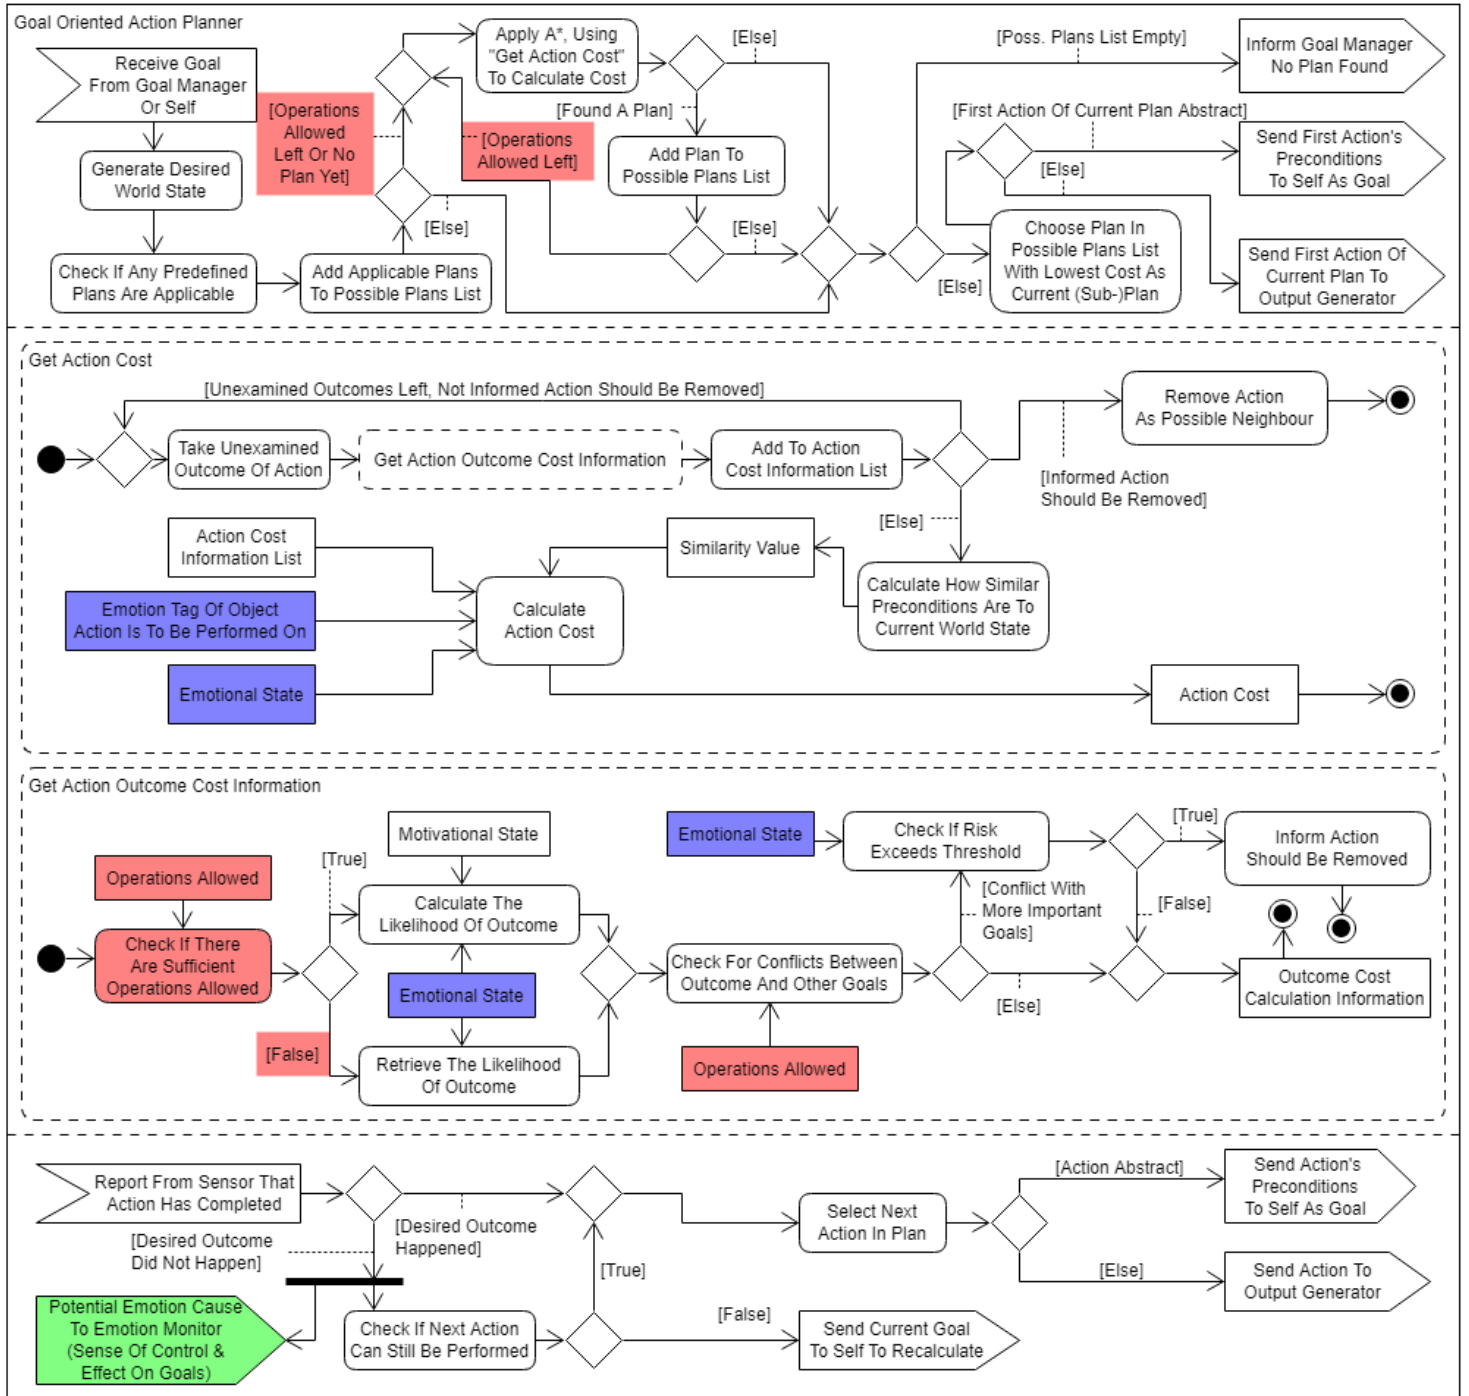 Goal Oriented Action Planner
Receive Goal
From Goal Manager
Or Self
Generate Desired
World State
Check If Any Predefined
Plans Are Applicable
Add Applicable Plans
To Possible Plans List
[Operations
Allowed
Left Or No
Plan Yet]
[Else]
Apply A*, Using
"Get Action Cost"
To Calculate Cost
[Else]
[Found A Plan]
[Operations
Allowed Left]
Add Plan To
Possible Plans List
[Else]
[Poss. Plans List Empty]
Inform Goal Manager
No Plan Found
[First Action Of Current Plan Abstract]
Send First Action's
Preconditions
To Self As Goal
[Else]
[Else]
Choose Plan In
Possible Plans List
With Lowest Cost As
Current (Sub-)Plan
Send First Action Of
Current Plan To
Output Generator
Get Action Cost
[Unexamined Outcomes Left, Not Informed Action Should Be Removed]
Take Unexamined
Outcome Of Action
Get Action Outcome Cost Information
Add To Action
Cost Information List
Remove Action
As Possible Neighbour
[Informed Action
Should Be Removed]
[Else]
Action Cost
Information List
Similarity Value
Calculate How Similar
Preconditions Are To
Current World State
Emotion Tag Of Object
Action Is To Be Performed On
Calculate
Action Cost
Emotional State
Action Cost
Get Action Outcome Cost Information
Operations Allowed
Check If There
Are Sufficient
Operations Allowed
[True]
[False]
Motivational State
Calculate The
Likelihood Of Outcome
Emotional State
Retrieve The Likelihood
Of Outcome
Emotional State
Check For Conflicts Between
Outcome And Other Goals
Operations Allowed
Check If Risk
Exceeds Threshold
[Conflict With
More Important
Goals]
[Else]
[True]
[False]
Inform Action
Should Be Removed
Outcome Cost
Calculation Information
Report From Sensor That
Action Has Completed
[Desired Outcome
Did Not Happen]
[Desired Outcome
Happened]
Potential Emotion Cause
To Emotion Monitor
(Sense Of Control &
Effect On Goals)
Check If Next Action
Can Still Be Performed
[True]
[False]
Send Current Goal
To Self To Recalculate
Select Next
Action In Plan
[Action Abstract]
Send Action's
Preconditions
To Self As Goal
[Else]
Send Action To
Output Generator